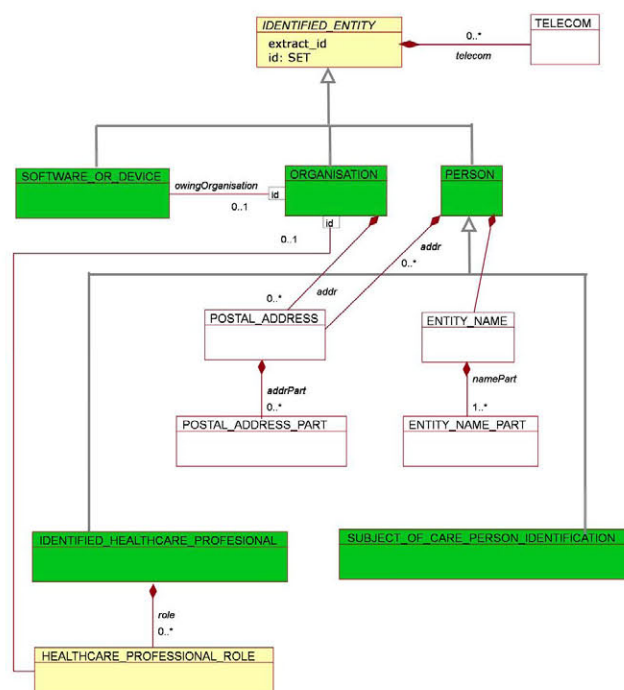 IDENTIFIED_ENTITY
extract_id
id: SET
0..*
telecom
TELECOM
SOFTWARE_OR_DEVICE
owingOrganisation
0..1
id
ORGANISATION
id
0..1
PERSON
addr
0..*
0..*
addr
POSTAL_ADDRESS
ENTITY_NAME
addrPart
0..*
namePart
1..*
POSTAL_ADDRESS_PART
ENTITY_NAME_PART
IDENTIFIED_HEALTHCARE_PROFESIONAL
SUBJECT_OF_CARE_PERSON_IDENTIFICATION
role
0..*
HEALTHCARE_PROFESSIONAL_ROLE